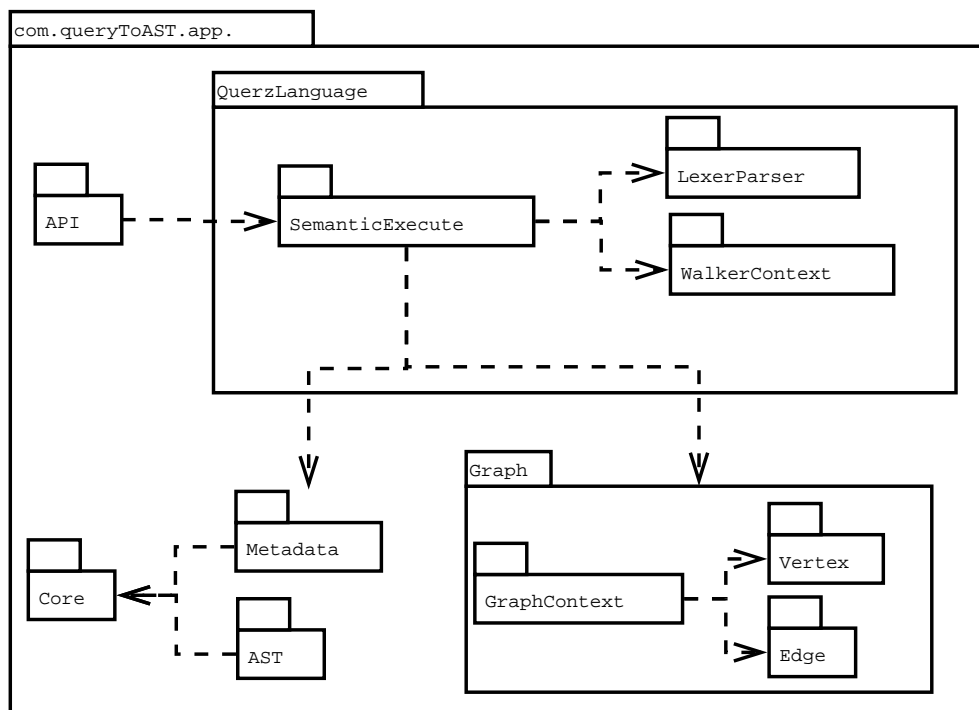 com.queryToAST.app.
QuerzLanguage
LexerParser
API
SemanticExecute
WalkerContext
Graph
Metadata
Vertex
Core
GraphContext
AST
Edge